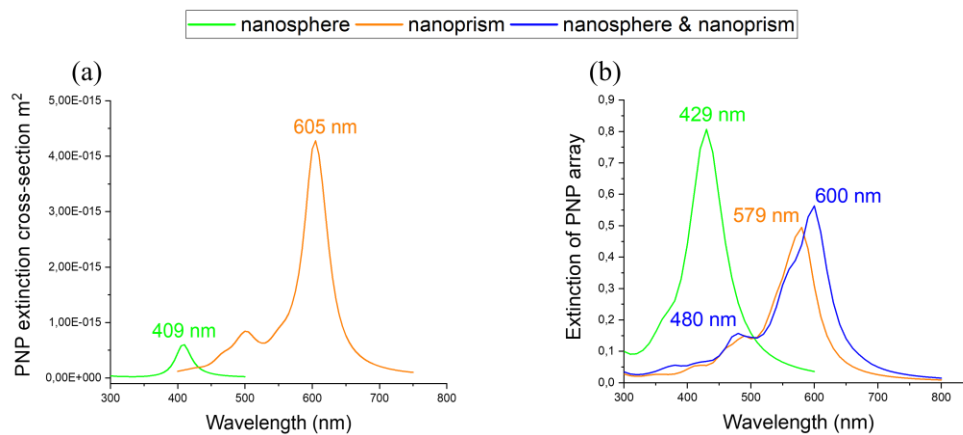 nanosphere nanoprism nanosphere & nanoprism
(a)
PNP extinction cross-section m²
5,00E-015
4,00E-015
3,00E-015
2,00E-015
1,00E-015
0,00E+000
605 nm
409 nm
300 400 500 600 700 800
Wavelength (nm)
(b)
Extinction of PNP array
0,9
0,8
0,7
0,6
0,5
0,4
0,3
0,2
0,1
0,0
429 nm
600 nm
579 nm
480 nm
300 400 500 600 700 800
Wavelength (nm)